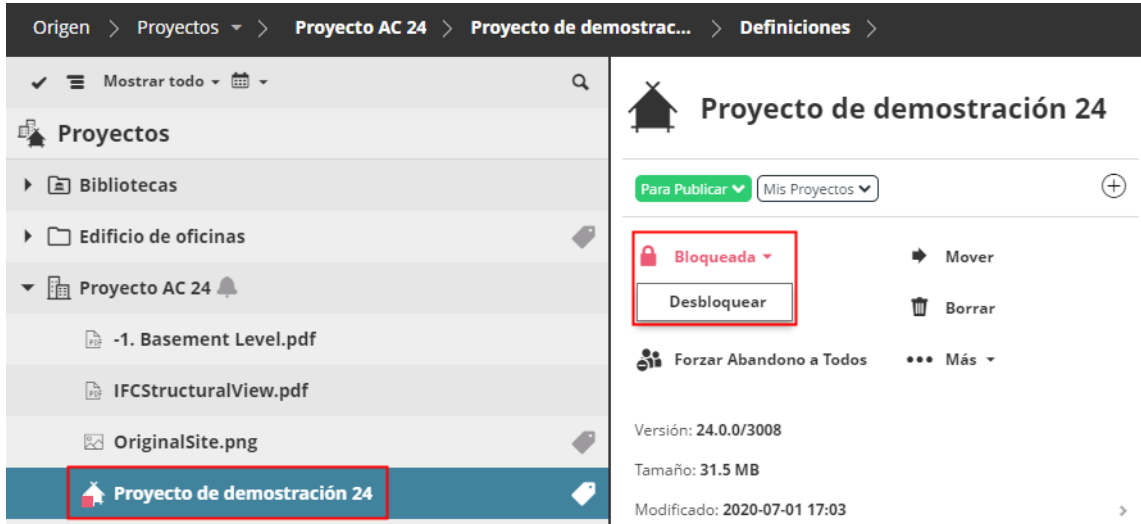 Origen > Proyectos > Proyecto AC 24 > Proyecto de demostrac... > Definiciones >
Mostrar todo
Proyectos
Bibliotecas
Edificio de oficinas
Proyecto AC 24
-1. Basement Level.pdf
IFCStructuralView.pdf
OriginalSite.png
Proyecto de demostración 24
Proyecto de demostración 24
Para Publicar Mis Proyectos
Bloqueada Mover
Desbloquear Borrar
Forzar Abandono a Todos Más
Versión: 24.0.0/3008
Tamaño: 31.5 MB
Modificado: 2020-07-01 17:03